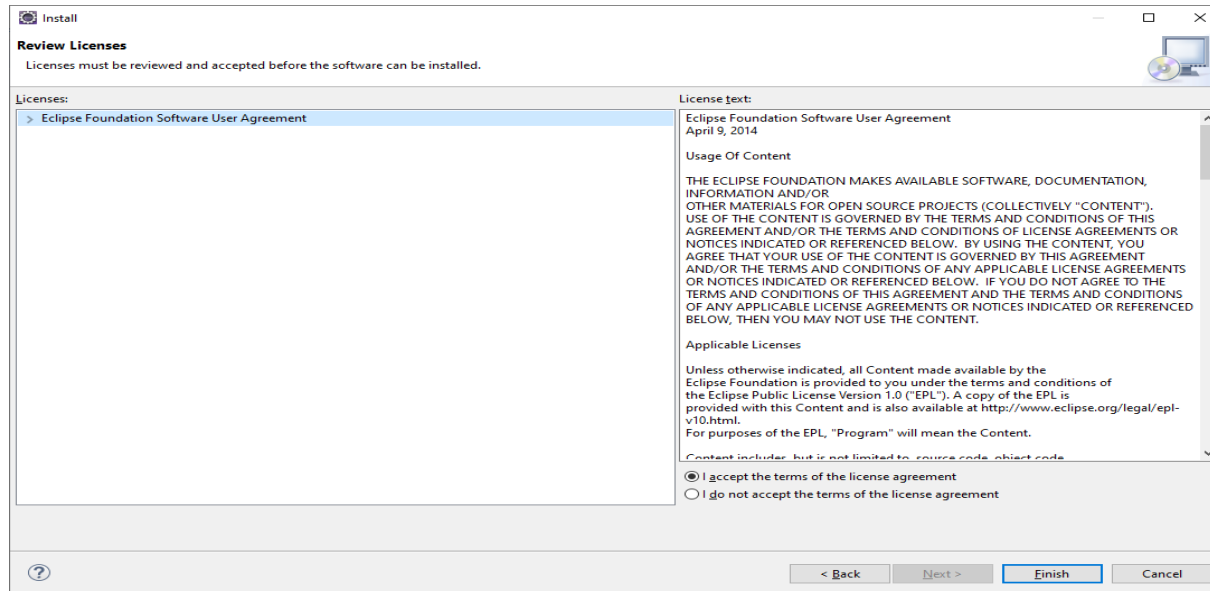 Install
Review Licenses
Licenses must be reviewed and accepted before the software can be installed.
Licenses:
> Eclipse Foundation Software User Agreement
License text:
Eclipse Foundation Software User Agreement
April 9, 2014
Usage Of Content
THE ECLIPSE FOUNDATION MAKES AVAILABLE SOFTWARE, DOCUMENTATION,
INFORMATION AND/OR
OTHER MATERIALS FOR OPEN SOURCE PROJECTS (COLLECTIVELY "CONTENT").
USE OF THE CONTENT IS GOVERNED BY THE TERMS AND CONDITIONS OF THIS
AGREEMENT AND/OR THE TERMS AND CONDITIONS OF LICENSE AGREEMENTS OR
NOTICES INDICATED OR REFERENCED BELOW.  BY USING THE CONTENT, YOU
AGREE THAT YOUR USE OF THE CONTENT IS GOVERNED BY THIS AGREEMENT
AND/OR THE TERMS AND CONDITIONS OF ANY APPLICABLE LICENSE AGREEMENTS
OR NOTICES INDICATED OR REFERENCED BELOW.  IF YOU DO NOT AGREE TO THE
TERMS AND CONDITIONS OF THIS AGREEMENT AND THE TERMS AND CONDITIONS
OF ANY APPLICABLE LICENSE AGREEMENTS OR NOTICES INDICATED OR REFERENCED
BELOW, THEN YOU MAY NOT USE THE CONTENT.
Applicable Licenses
Unless otherwise indicated, all Content made available by the
Eclipse Foundation is provided to you under the terms and conditions of
the Eclipse Public License Version 1.0 ("EPL"). A copy of the EPL is
provided with this Content and is also available at http://www.eclipse.org/legal/epl-
v10.html.
For purposes of the EPL, "Program" will mean the Content.
Content includes, but is not limited to, source code, object code,
I accept the terms of the license agreement
I do not accept the terms of the license agreement
?
< Back
Next >
Finish
Cancel